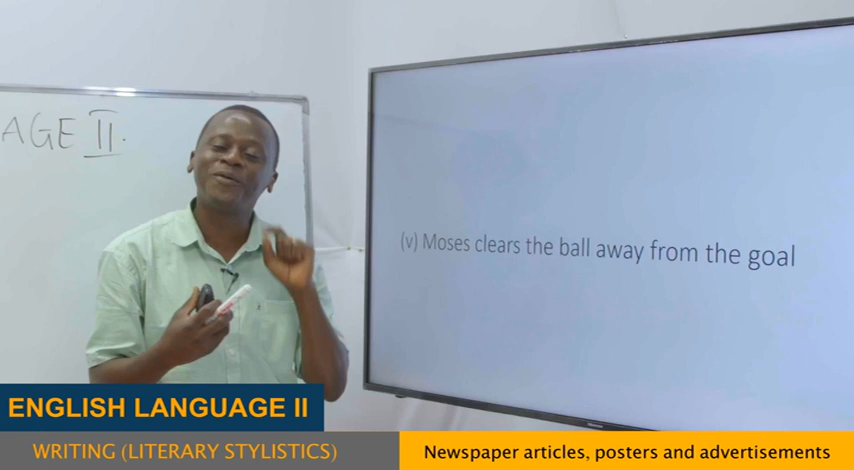 AGE II.
(v) Moses clears the ball away from the goal
ENGLISH LANGUAGE II
WRITING (LITERARY STYLISTICS)
Newspaper articles, posters and advertisements